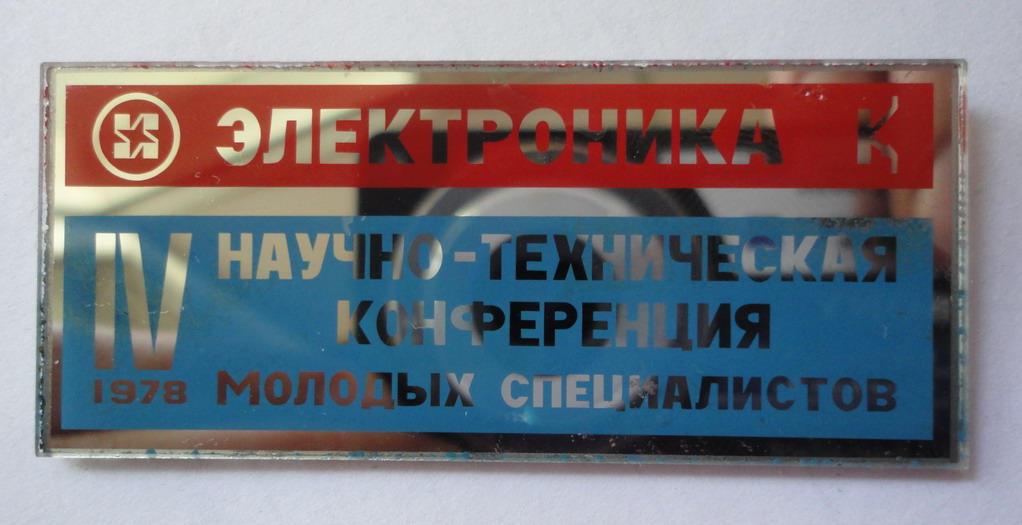 ЭЛЕКТРОНИКА К
IV
1978
НАУЧНО-ТЕХНИЧЕСКАЯ
КОНФЕРЕНЦИЯ
МОЛОДЫХ СПЕЦИАЛИСТОВ